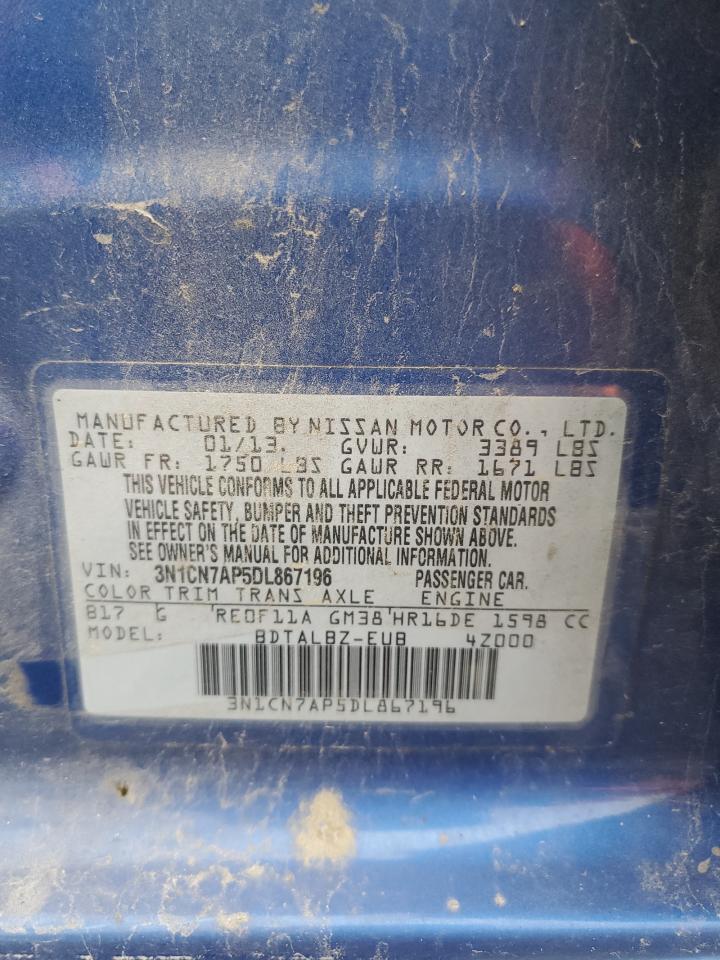 MANUFACTURED BY NISSAN MOTOR CO., LTD.
DATE: 01/13. GVWR: 3389 LBS
GAWR FR: 1750 LBS GAWR RR: 1671 LBS
THIS VEHICLE CONFORMS TO ALL APPLICABLE FEDERAL MOTOR
VEHICLE SAFETY, BUMPER AND THEFT PREVENTION STANDARDS
IN EFFECT ON THE DATE OF MANUFACTURE SHOWN ABOVE.
SEE OWNER'S MANUAL FOR ADDITIONAL INFORMATION.
VIN: 3N1CN7AP5DL867196 PASSENGER CAR.
COLOR TRIM TRANS AXLE ENGINE
B17 G RE0F11A GM38 HR16DE 1598 CC
MODEL: BDTALBZ-EUB 4Z000
3N1CN7AP5DL867196